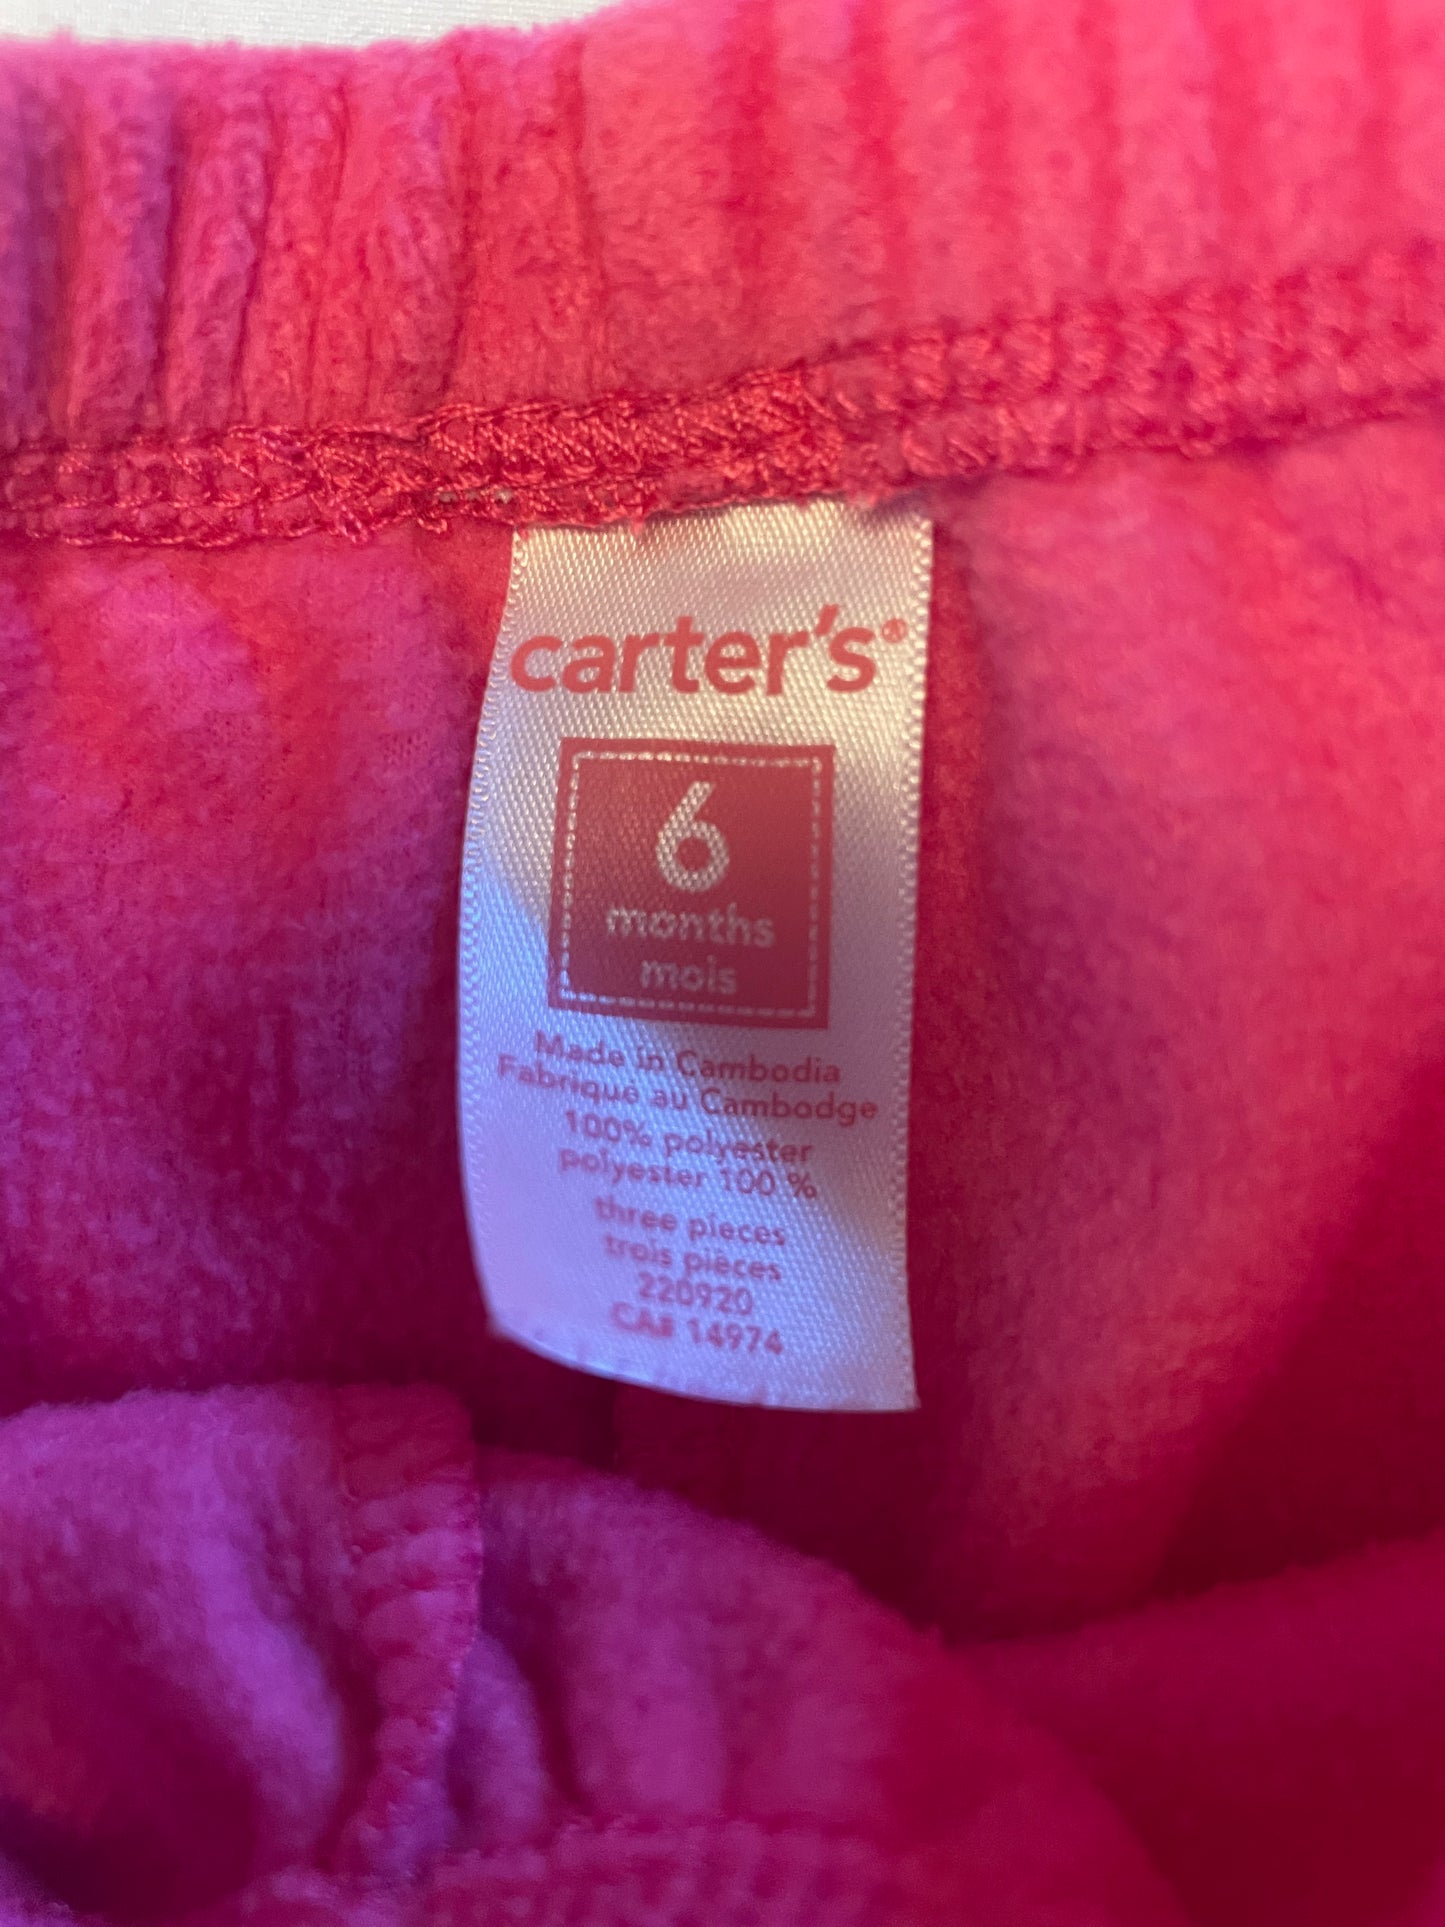 carter's®
6
months
mois
Made in Cambodia
Fabrique au Cambodge
100% polyester
polyester 100 %
three pieces
trois pièces
220920
CA# 14974